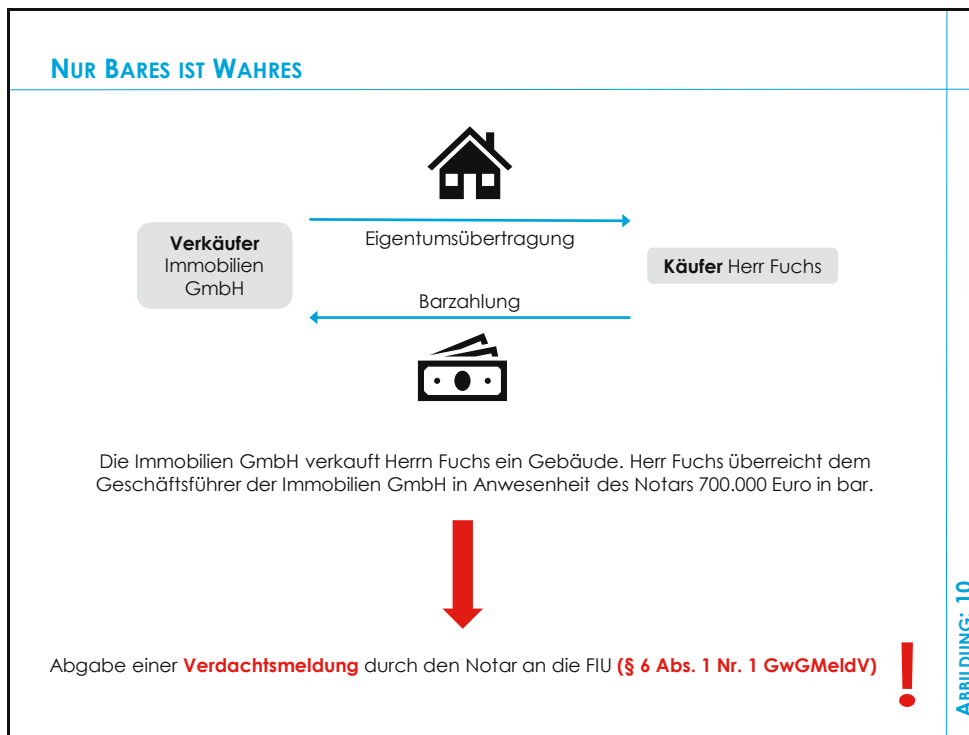 NUR BARES IST WAHRES
Verkäufer
Immobilien
GmbH
Eigentumsübertragung
Käufer Herr Fuchs
Barzahlung
Die Immobilien GmbH verkauft Herrn Fuchs ein Gebäude. Herr Fuchs überreicht dem
Geschäftsführer der Immobilien GmbH in Anwesenheit des Notars 700.000 Euro in bar.
Abgabe einer Verdachtsmeldung durch den Notar an die FIU (§ 6 Abs. 1 Nr. 1 GwGMeldV)
!
ABBILDUNG: 10